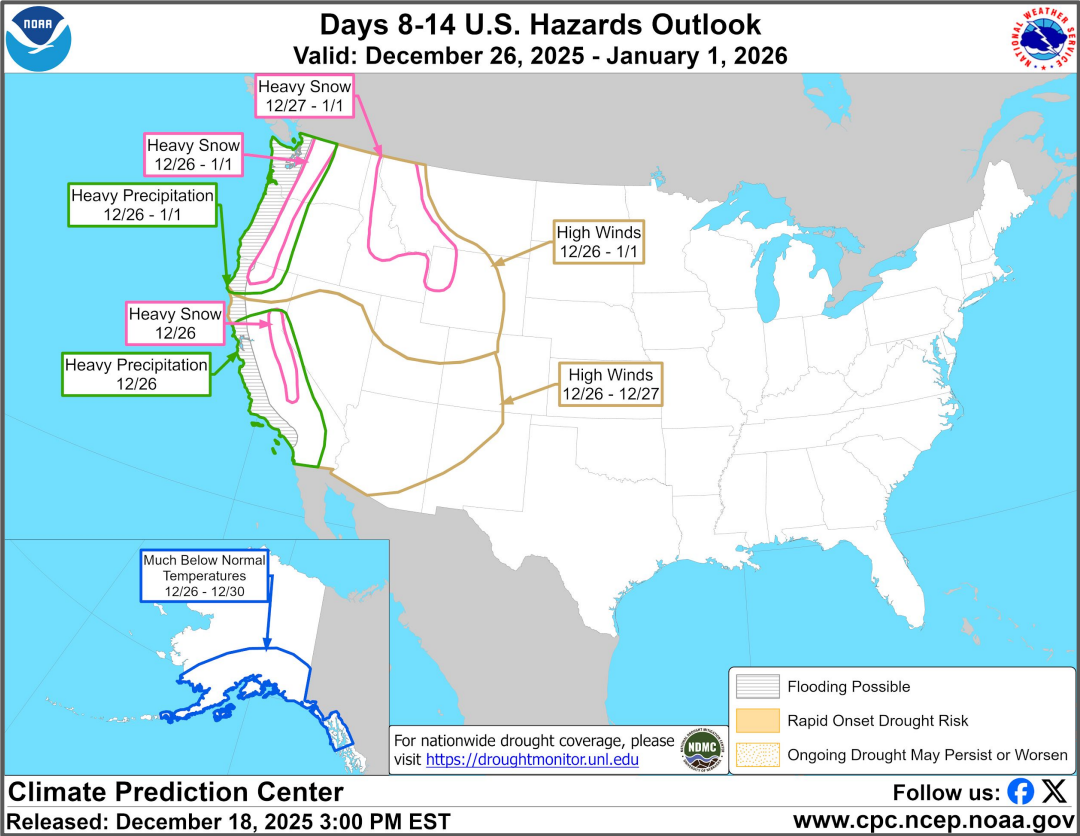 NOAA
Days 8-14 U.S. Hazards Outlook
Valid: December 26, 2025 - January 1, 2026
NATIONAL WEATHER SERVICE
Heavy Snow
12/27 - 1/1
Heavy Snow
12/26 - 1/1
Heavy Precipitation
12/26 - 1/1
High Winds
12/26 - 1/1
Heavy Snow
12/26
Heavy Precipitation
12/26
High Winds
12/26 - 12/27
Much Below Normal
Temperatures
12/26 - 12/30
Flooding Possible
Rapid Onset Drought Risk
Ongoing Drought May Persist or Worsen
For nationwide drought coverage, please
visit https://droughtmonitor.unl.edu
NDMC
Climate Prediction Center
Follow us:
Released: December 18, 2025 3:00 PM EST
www.cpc.ncep.noaa.gov